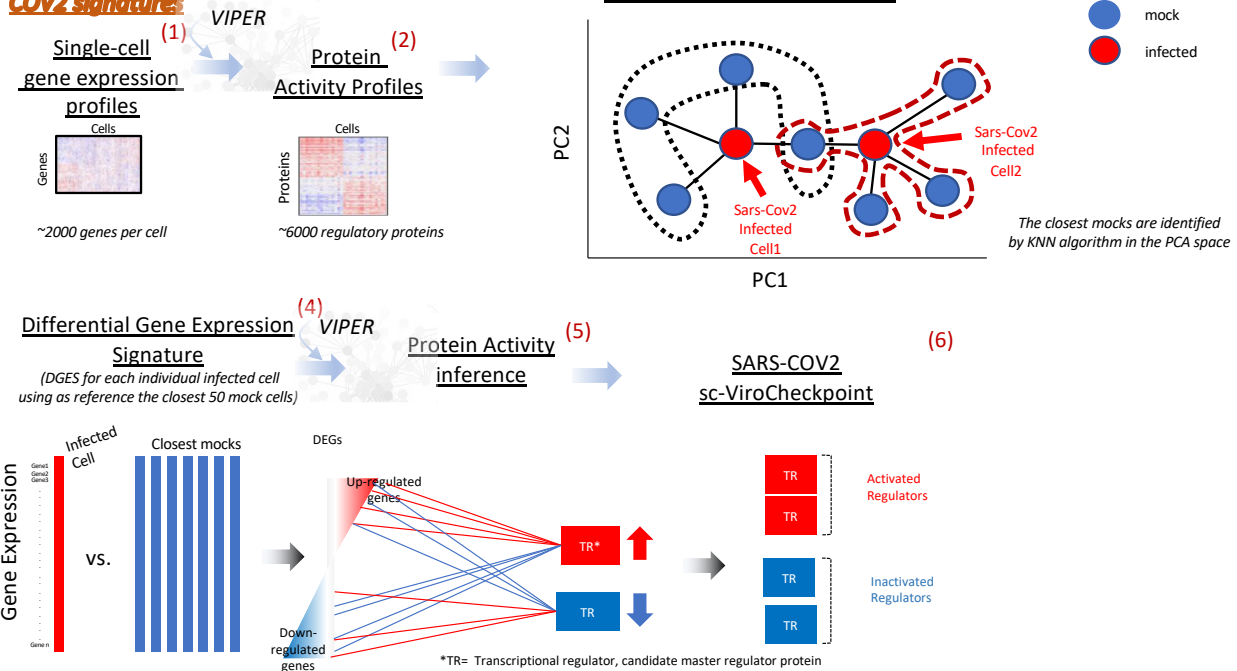 COV2 signatures
VIPER
(1)
(2)
Single-cell
gene expression
profiles
Protein
Activity Profiles
Cells
Genes
~2000 genes per cell
Cells
Proteins
~6000 regulatory proteins
mock
infected
PC2
PC1
Sars-Cov2
Infected
Cell1
Sars-Cov2
Infected
Cell2
The closest mocks are identified
by KNN algorithm in the PCA space
(4)
Differential Gene Expression
Signature
(DGES for each individual infected cell
using as reference the closest 50 mock cells)
VIPER
(5)
Protein Activity
inference
(6)
SARS-COV2
sc-ViroCheckpoint
Gene Expression
Infected
Cell
Gene1
Gene2
Gene3
Gene n
vs.
Closest mocks
DEGs
Up-regulated
genes
Down-
regulated
genes
TR*
TR
TR
TR
Activated
Regulators
TR
TR
Inactivated
Regulators
*TR= Transcriptional regulator, candidate master regulator protein